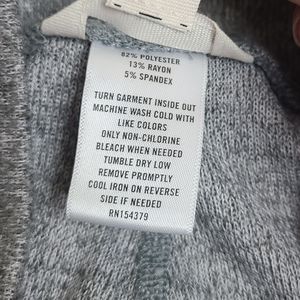 82% POLYESTER
13% RAYON
5% SPANDEX
TURN GARMENT INSIDE OUT
MACHINE WASH COLD WITH
LIKE COLORS
ONLY NON-CHLORINE
BLEACH WHEN NEEDED
TUMBLE DRY LOW
REMOVE PROMPTLY
COOL IRON ON REVERSE
SIDE IF NEEDED
RN154379